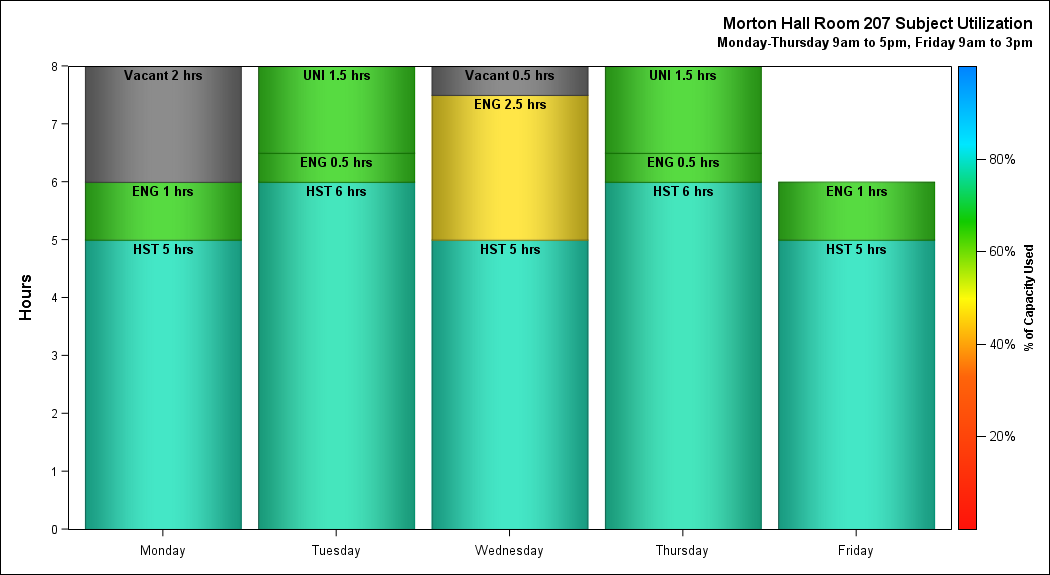 Morton Hall Room 207 Subject Utilization
Monday-Thursday 9am to 5pm, Friday 9am to 3pm
Hours
8
7
6
5
4
3
2
1
0
Vacant 2 hrs
ENG 1 hrs
HST 5 hrs
UNI 1.5 hrs
ENG 0.5 hrs
HST 6 hrs
Vacant 0.5 hrs
ENG 2.5 hrs
HST 5 hrs
UNI 1.5 hrs
ENG 0.5 hrs
HST 6 hrs
ENG 1 hrs
HST 5 hrs
Monday
Tuesday
Wednesday
Thursday
Friday
80%
60%
40%
20%
% of Capacity Used